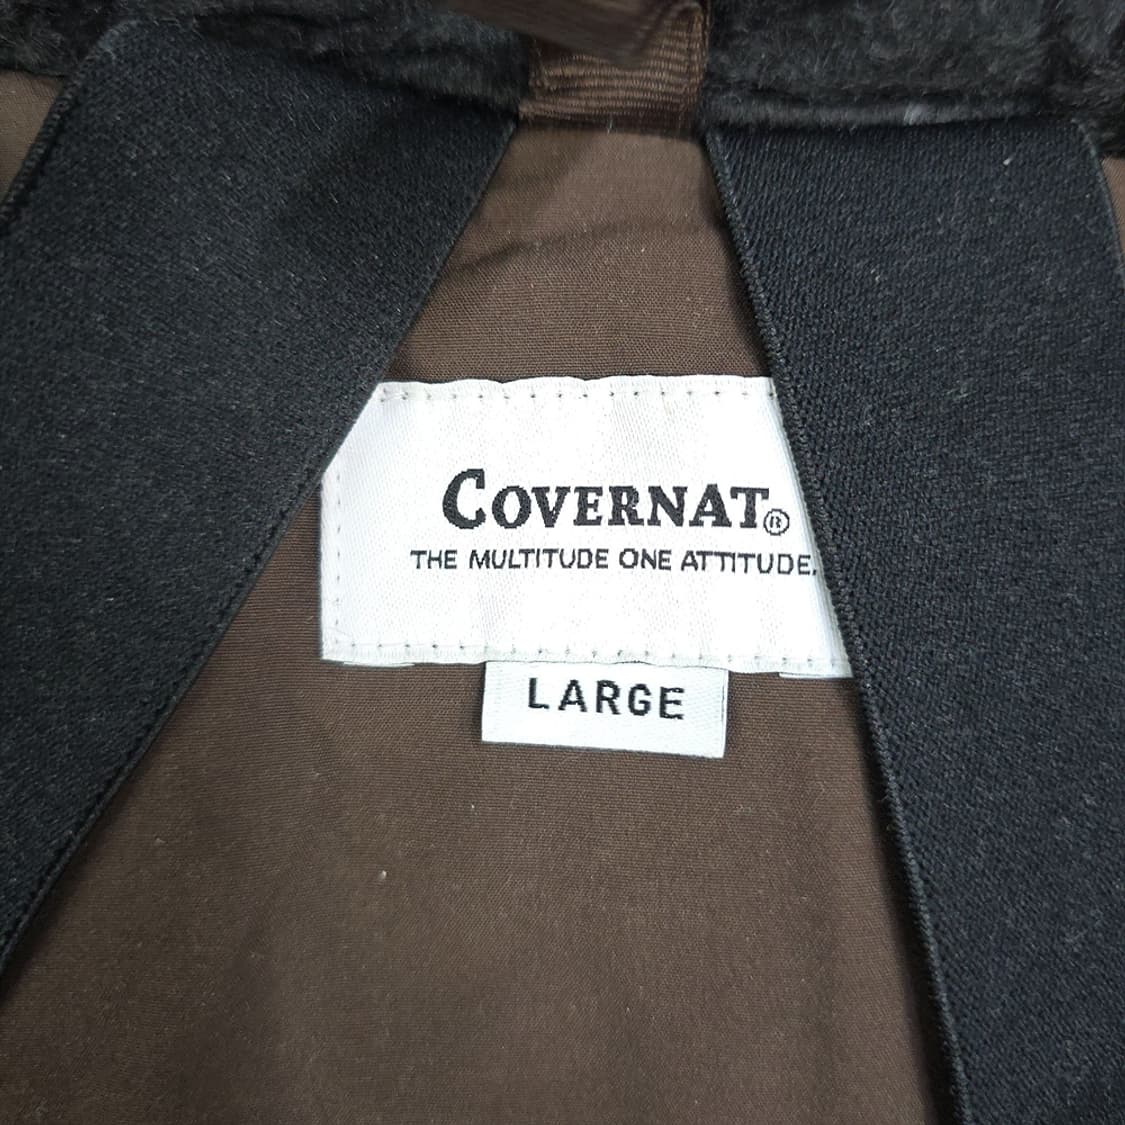 COVERNAT®
THE MULTITUDE ONE ATTITUDE.
LARGE